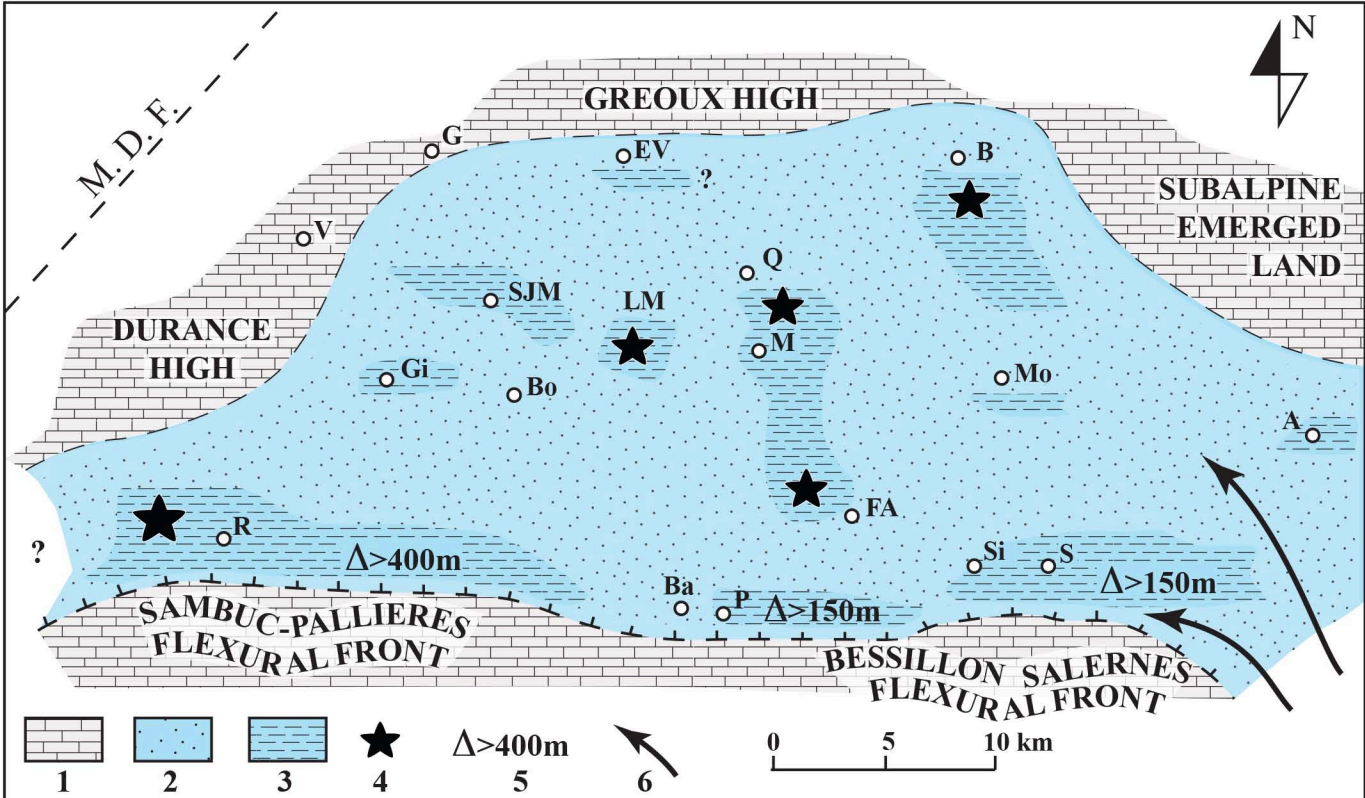 N
GREOUX HIGH
M. D. F.
G
EV
?
B
SUBALPINE
EMERGED
LAND
V
Q
SJM
LM
M
DURANCE
HIGH
Gi
Bo
Mo
A
R
FA
?
Δ>400m
Si
S
Δ>150m
Ba
P
Δ>150m
SAMBUC-PALLIERES
FLEXURAL FRONT
BESSILLON SALERNES
FLEXURAL FRONT
Δ>400m
0 5 10 km
1 2 3 4 5 6